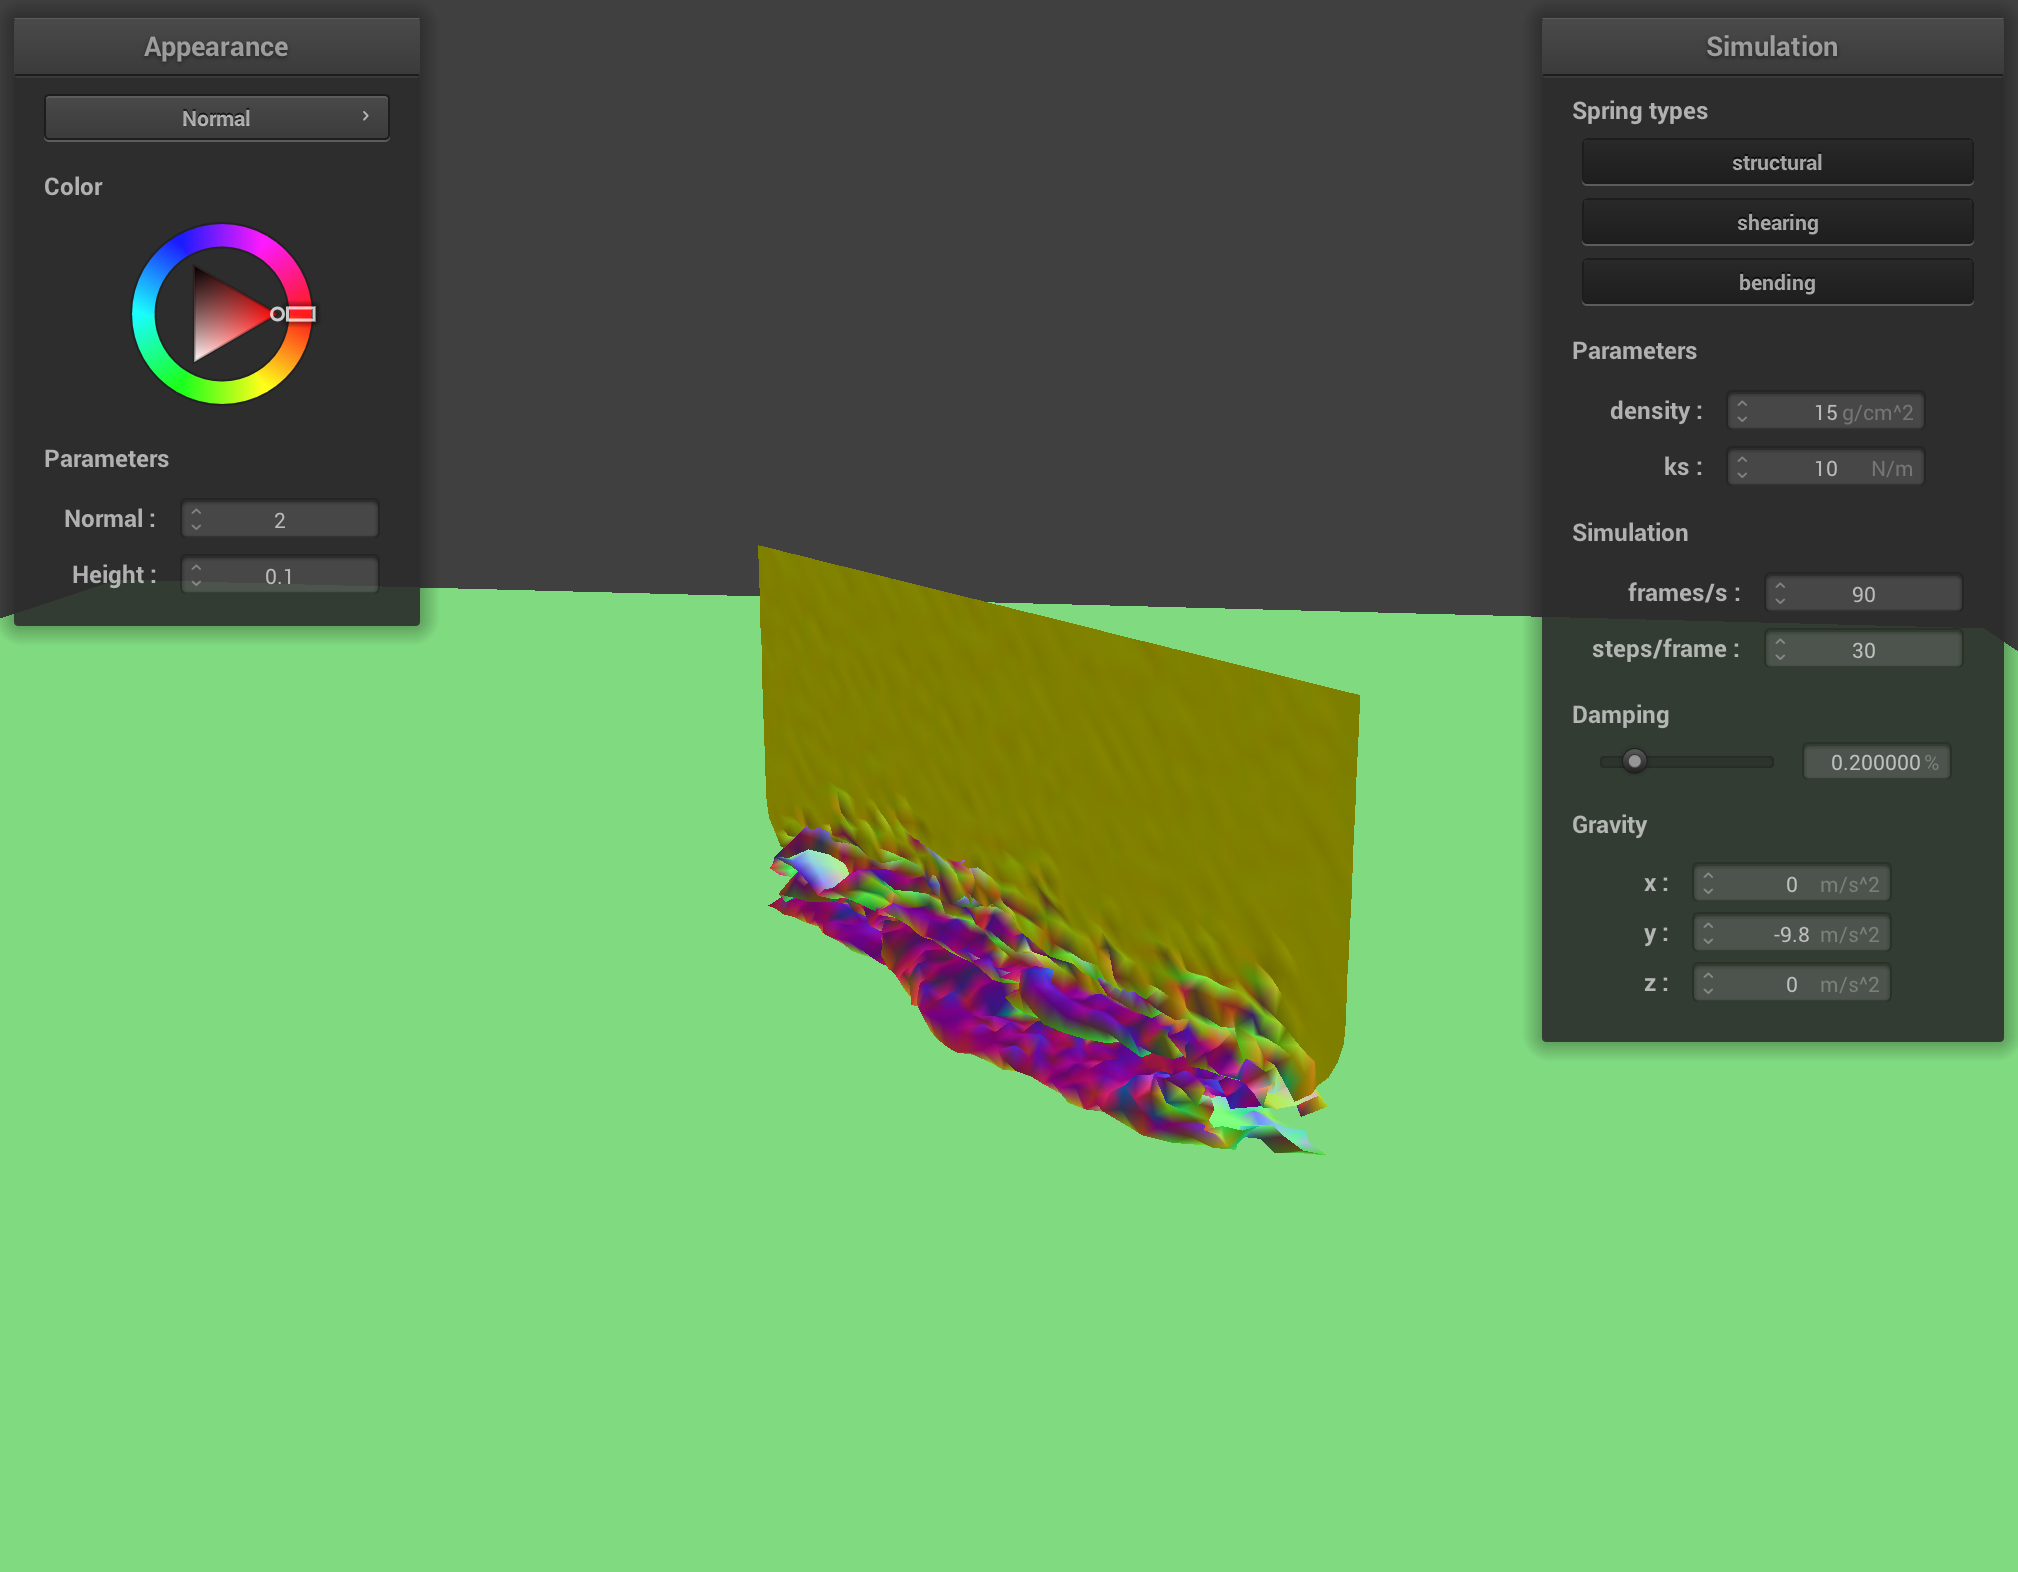 Appearance
Normal
Color
Parameters
Normal : 2
Height : 0.1
Simulation
Spring types
structural
shearing
bending
Parameters
density : 15 g/cm^2
ks : 10 N/m
Simulation
frames/s : 90
steps/frame : 30
Damping
0.200000 %
Gravity
x : 0 m/s^2
y : -9.8 m/s^2
z : 0 m/s^2